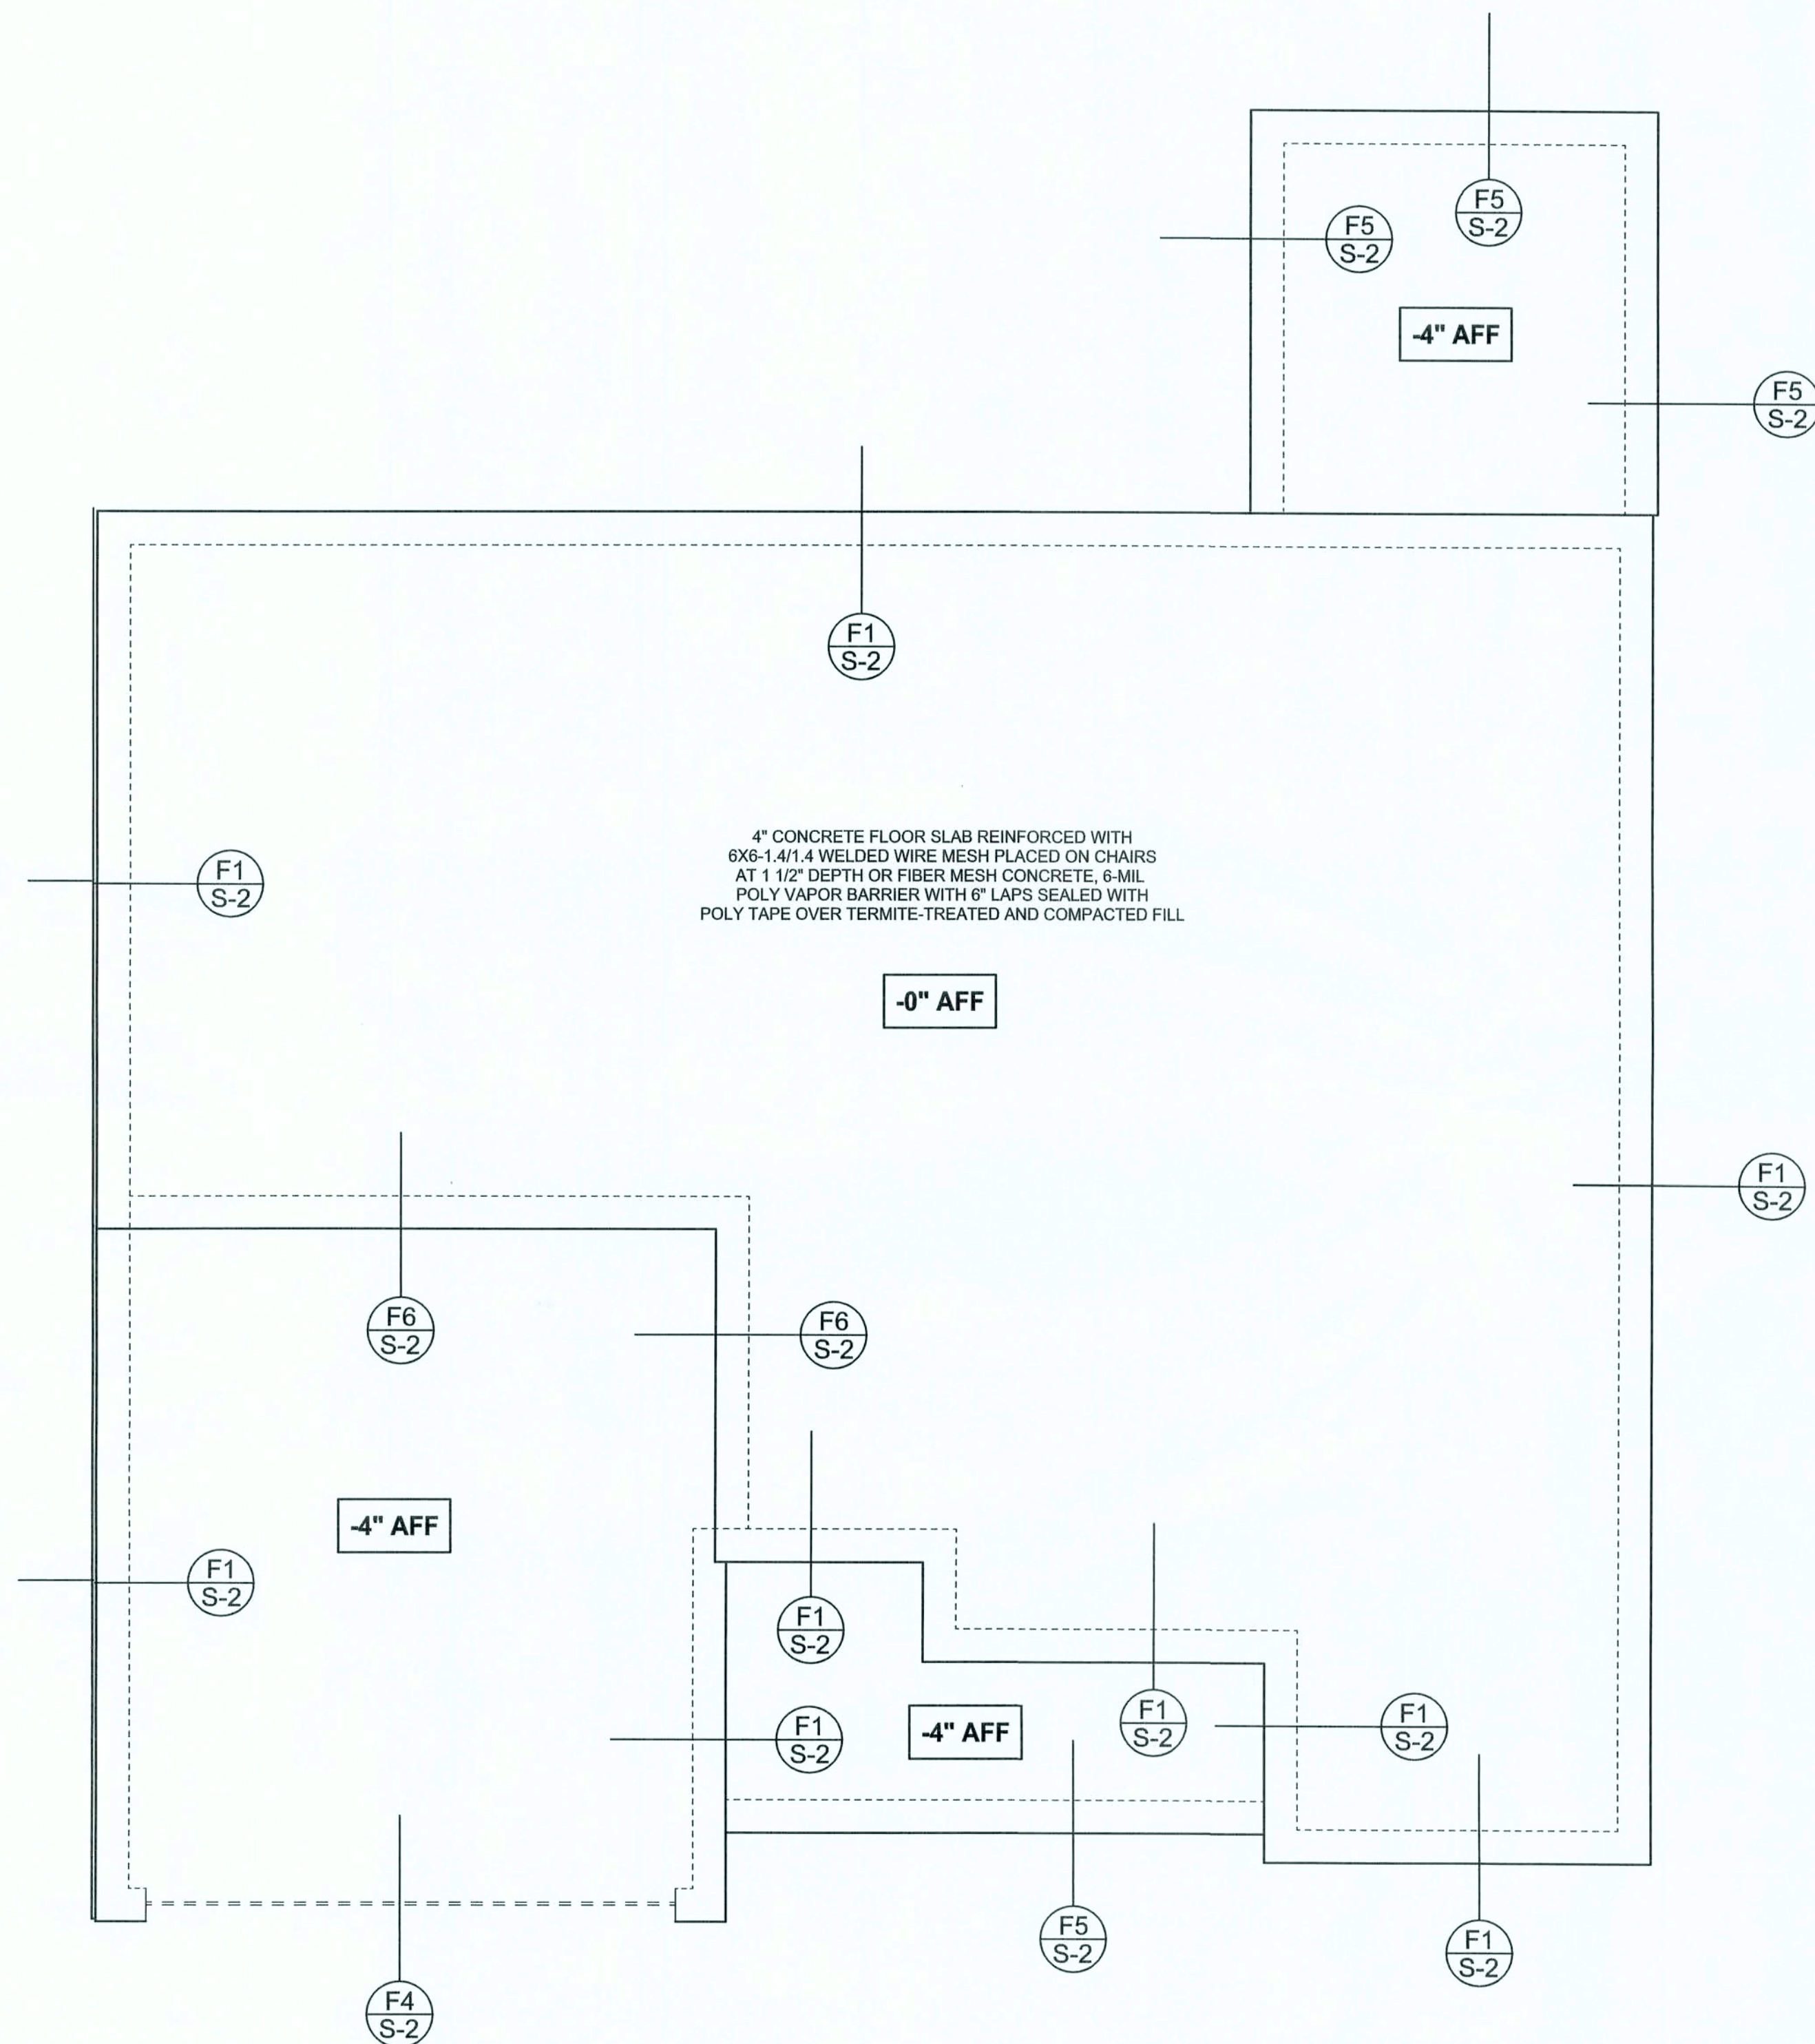 F5
S-2
F5
S-2
-4" AFF
F5
S-2
F1
S-2
4" CONCRETE FLOOR SLAB REINFORCED WITH
6X6-1.4/1.4 WELDED WIRE MESH PLACED ON CHAIRS
AT 1 1/2" DEPTH OR FIBER MESH CONCRETE, 6-MIL
POLY VAPOR BARRIER WITH 6" LAPS SEALED WITH
POLY TAPE OVER TERMITE-TREATED AND COMPACTED FILL
F1
S-2
-0" AFF
F1
S-2
F6
S-2
F6
S-2
-4" AFF
F1
S-2
F1
S-2
F1
S-2
-4" AFF
F1
S-2
F1
S-2
F5
S-2
F1
S-2
F4
S-2